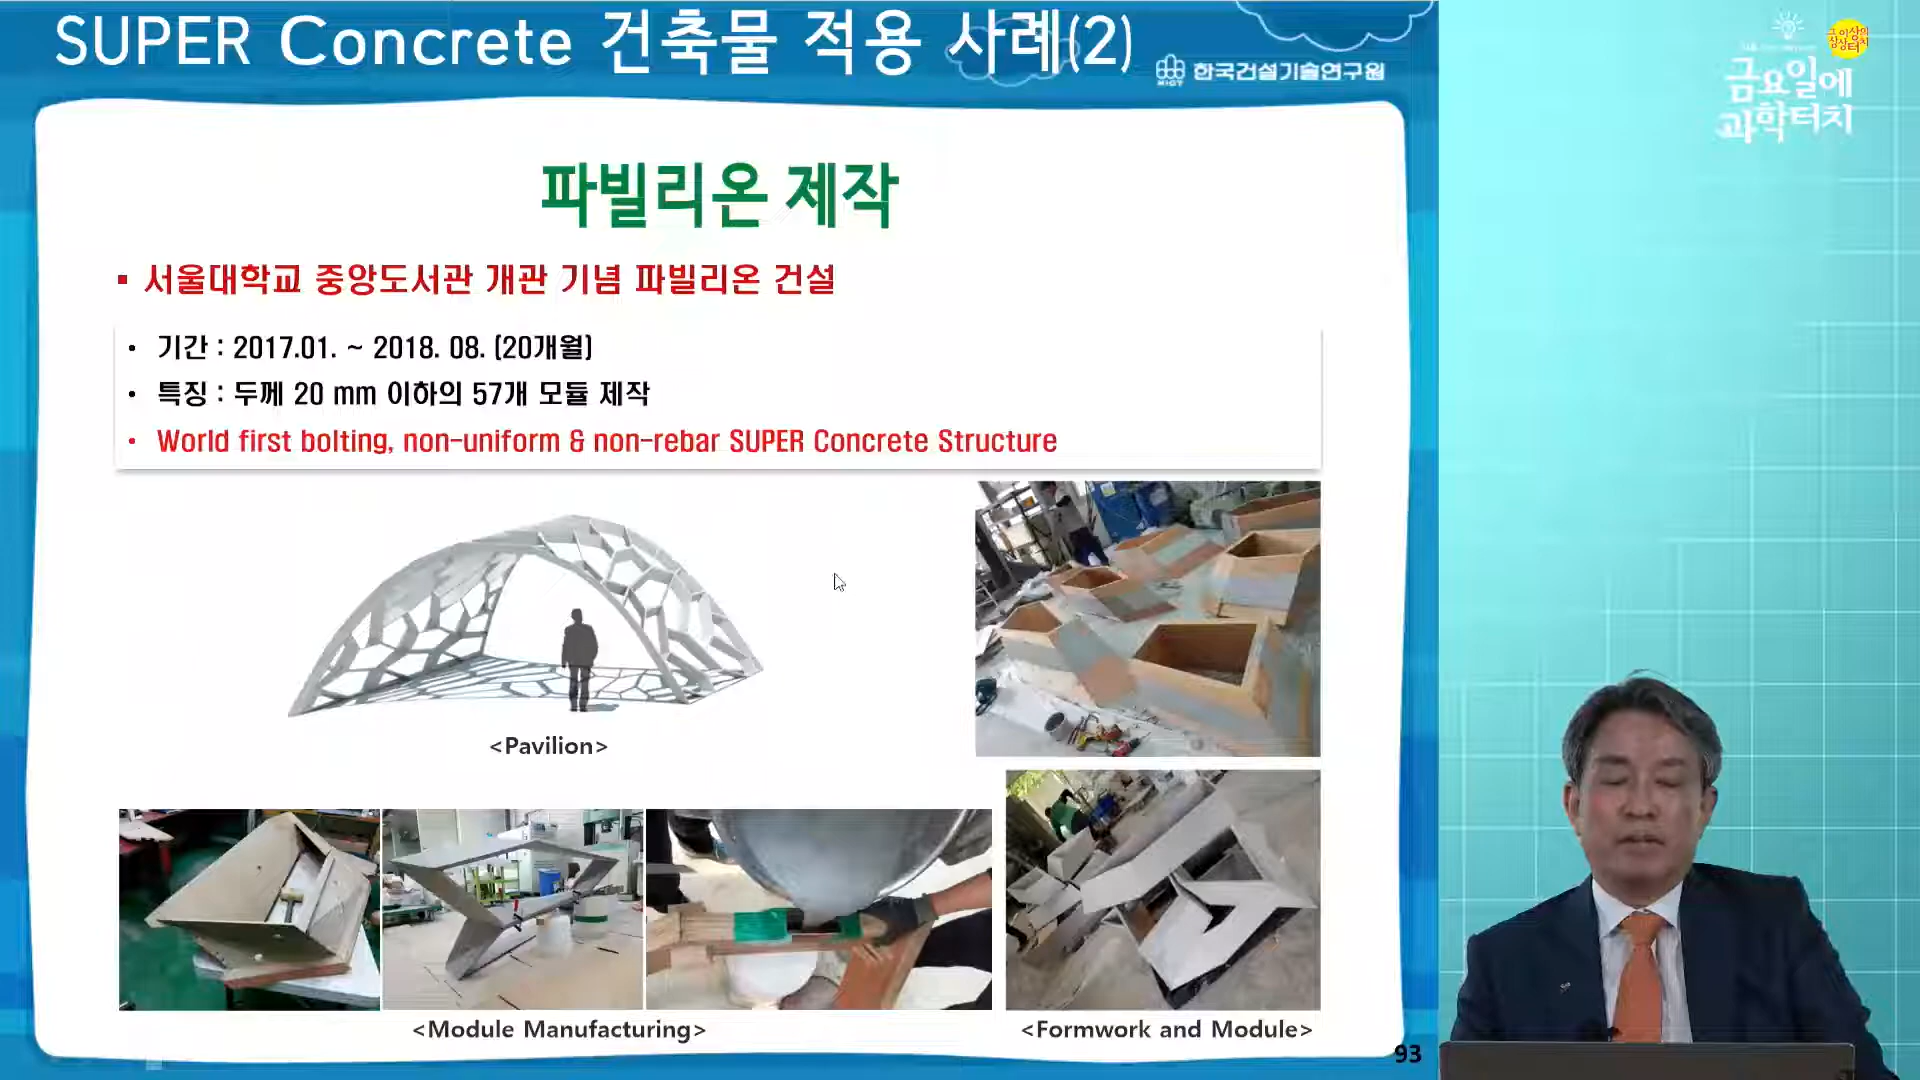 SUPER Concrete 건축물 적용 사례(2)
한국건설기술연구원
금요일에
과학터치
파빌리온 제작
▪ 서울대학교 중앙도서관 개관 기념 파빌리온 건설
• 기간 : 2017.01. ~ 2018. 08. (20개월)
• 특징 : 두께 20 mm 이하의 57개 모듈 제작
• World first bolting, non-uniform & non-rebar SUPER Concrete Structure
<Pavilion>
<Module Manufacturing>
<Formwork and Module>
93